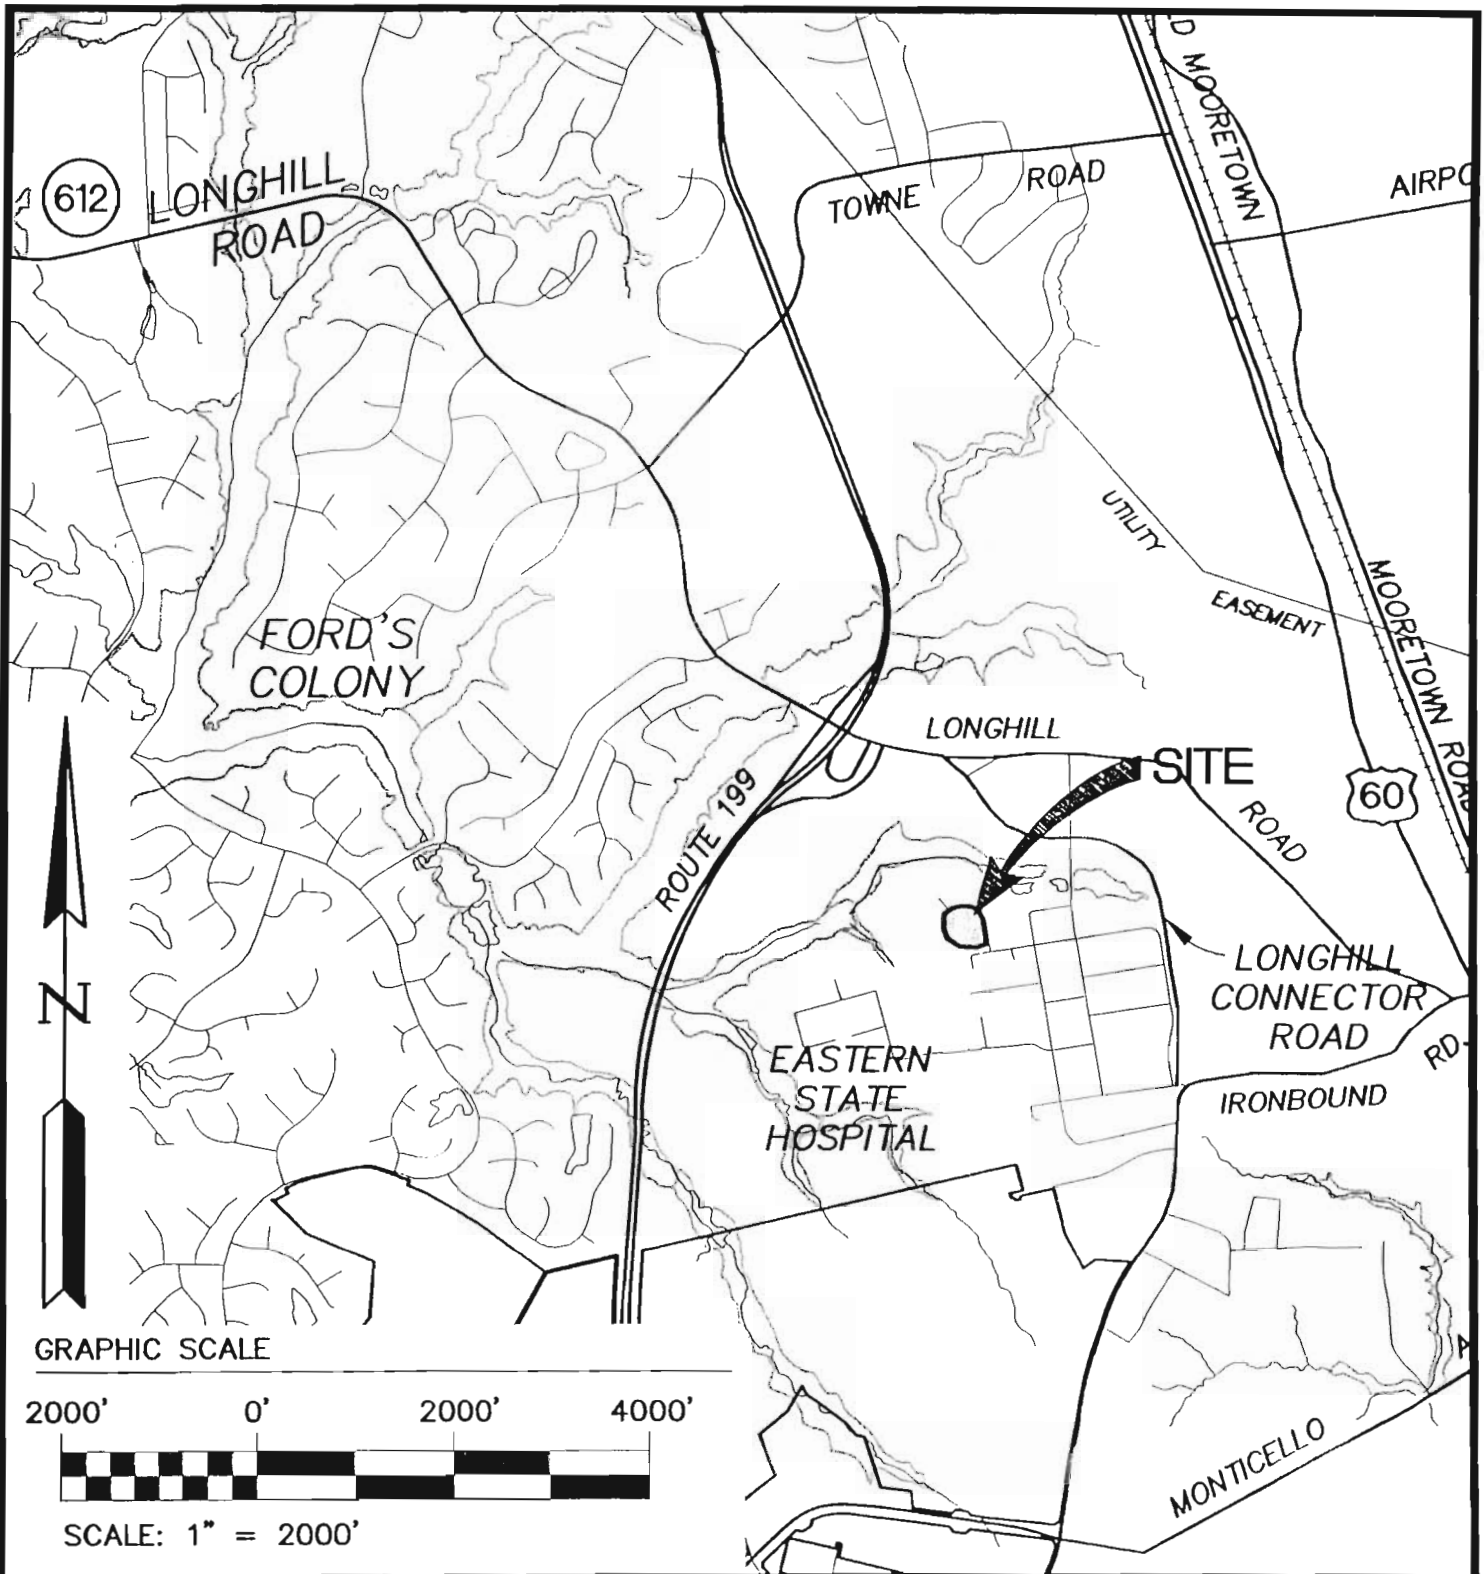 LD MOORETOWN
612
LONGHILL
ROAD
TOWNE
ROAD
AIRPO
UTILITY
EASEMENT
MOORETOWN ROAD
FORD'S
COLONY
LONGHILL
ROAD
SITE
60
ROUTE 199
LONGHILL
CONNECTOR
ROAD
N
EASTERN
STATE
HOSPITAL
IRONBOUND
RD.
GRAPHIC SCALE
2000' 0' 2000' 4000'
SCALE: 1" = 2000'
MONTICELLO
A